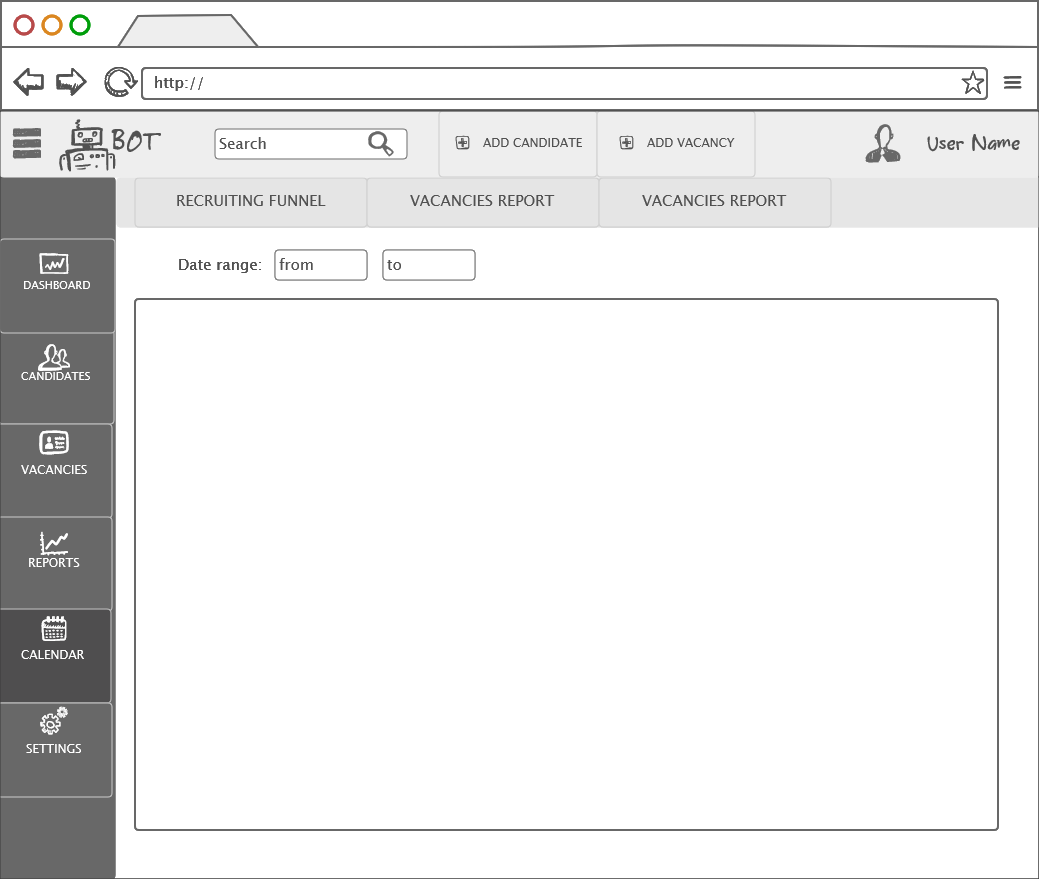 http://
BOT
Search
ADD CANDIDATE
ADD VACANCY
User Name
RECRUITING FUNNEL
VACANCIES REPORT
VACANCIES REPORT
Date range:
from
to
DASHBOARD
CANDIDATES
VACANCIES
REPORTS
CALENDAR
SETTINGS